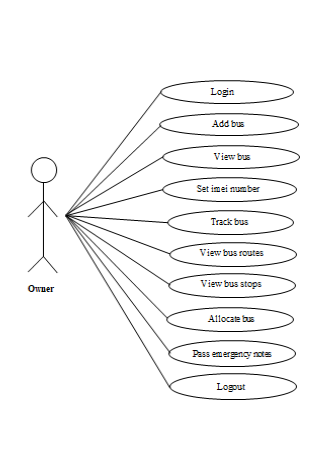 Login
Add bus
View bus
Set imei number
Track bus
View bus routes
View bus stops
Allocate bus
Pass emergency notes
Logout
Owner